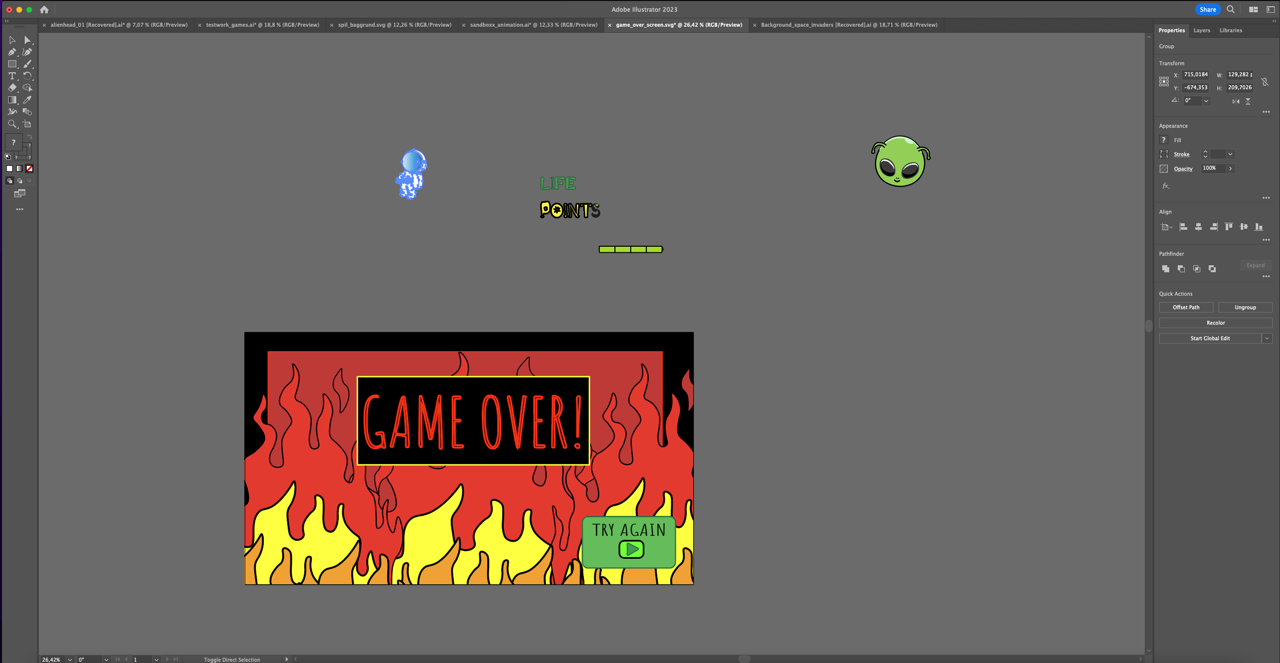 Adobe Illustrator 2023
Share
× alienhead_01 [Recovered].ai* @ 7,07 % (RGB/Preview)
× testwork_games.ai* @ 18,8 % (RGB/Preview)
× spil_baggrund.svg @ 12,26 % (RGB/Preview)
× sandboxx_animation.ai* @ 12,33 % (RGB/Preview)
× game_over_screen.svg* @ 26,42 % (RGB/Preview)
× Background_space_invaders [Recovered].ai @ 18,71 % (RGB/Preview)
Properties Layers Libraries
Group
Transform
X: 715,0184 W: 129,282 p
Y: -674,353 H: 209,7026
0°
Appearance
? Fill
Stroke
Opacity 100%
fx.
Align
Pathfinder
Expand
Quick Actions
Offset Path Ungroup
Recolor
Start Global Edit
?
LIFE
POINTS
GAME OVER!
TRY AGAIN
26,42% 0° 1 Toggle Direct Selection